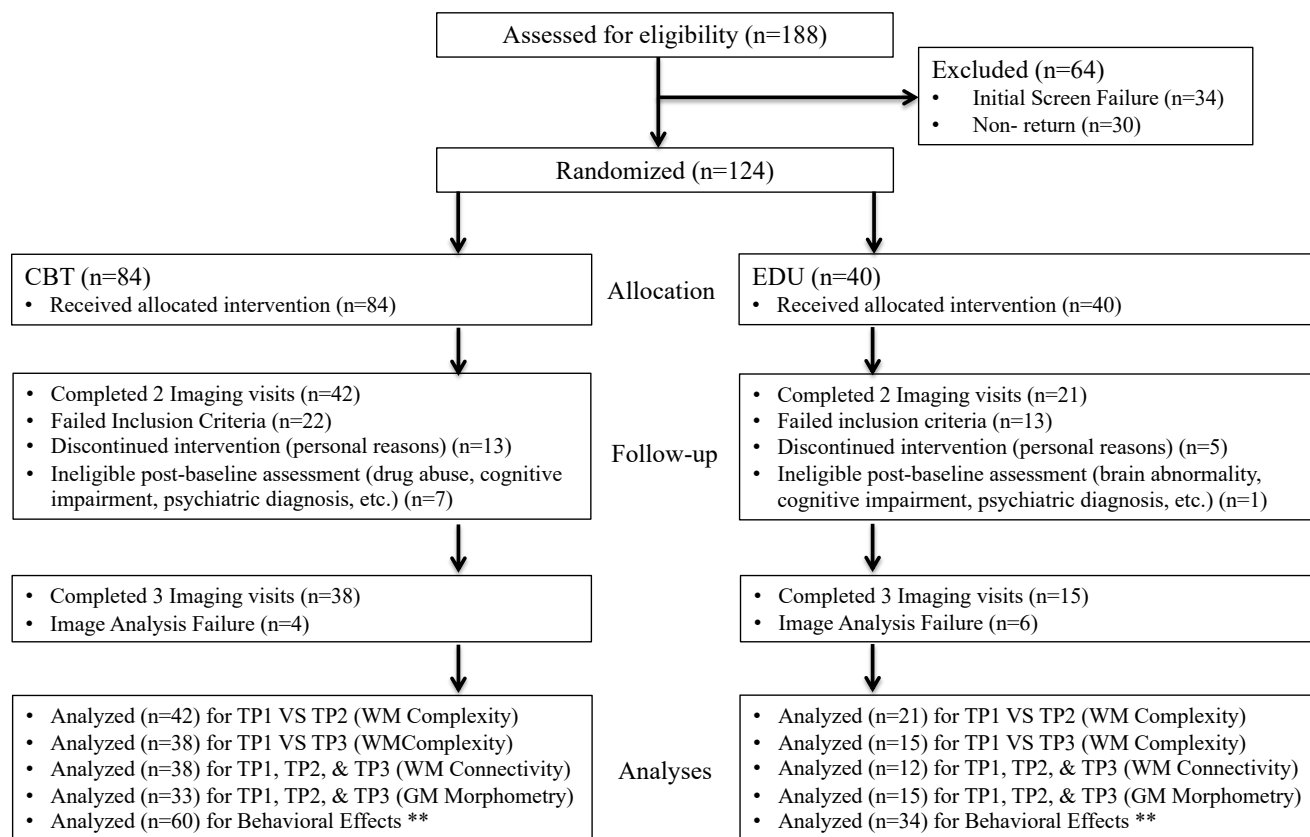 Assessed for eligibility (n=188)
Excluded (n=64)
• Initial Screen Failure (n=34)
• Non- return (n=30)
Randomized (n=124)
CBT (n=84)
• Received allocated intervention (n=84)
Allocation
EDU (n=40)
• Received allocated intervention (n=40)
• Completed 2 Imaging visits (n=42)
• Failed Inclusion Criteria (n=22)
• Discontinued intervention (personal reasons) (n=13)
• Ineligible post-baseline assessment (drug abuse, cognitive
impairment, psychiatric diagnosis, etc.) (n=7)
Follow-up
• Completed 2 Imaging visits (n=21)
• Failed inclusion criteria (n=13)
• Discontinued intervention (personal reasons) (n=5)
• Ineligible post-baseline assessment (brain abnormality,
cognitive impairment, psychiatric diagnosis, etc.) (n=1)
• Completed 3 Imaging visits (n=38)
• Image Analysis Failure (n=4)
• Completed 3 Imaging visits (n=15)
• Image Analysis Failure (n=6)
• Analyzed (n=42) for TP1 VS TP2 (WM Complexity)
• Analyzed (n=38) for TP1 VS TP3 (WMComplexity)
• Analyzed (n=38) for TP1, TP2, & TP3 (WM Connectivity)
• Analyzed (n=33) for TP1, TP2, & TP3 (GM Morphometry)
• Analyzed (n=60) for Behavioral Effects **
Analyses
• Analyzed (n=21) for TP1 VS TP2 (WM Complexity)
• Analyzed (n=15) for TP1 VS TP3 (WM Complexity)
• Analyzed (n=12) for TP1, TP2, & TP3 (WM Connectivity)
• Analyzed (n=15) for TP1, TP2, & TP3 (GM Morphometry)
• Analyzed (n=34) for Behavioral Effects **